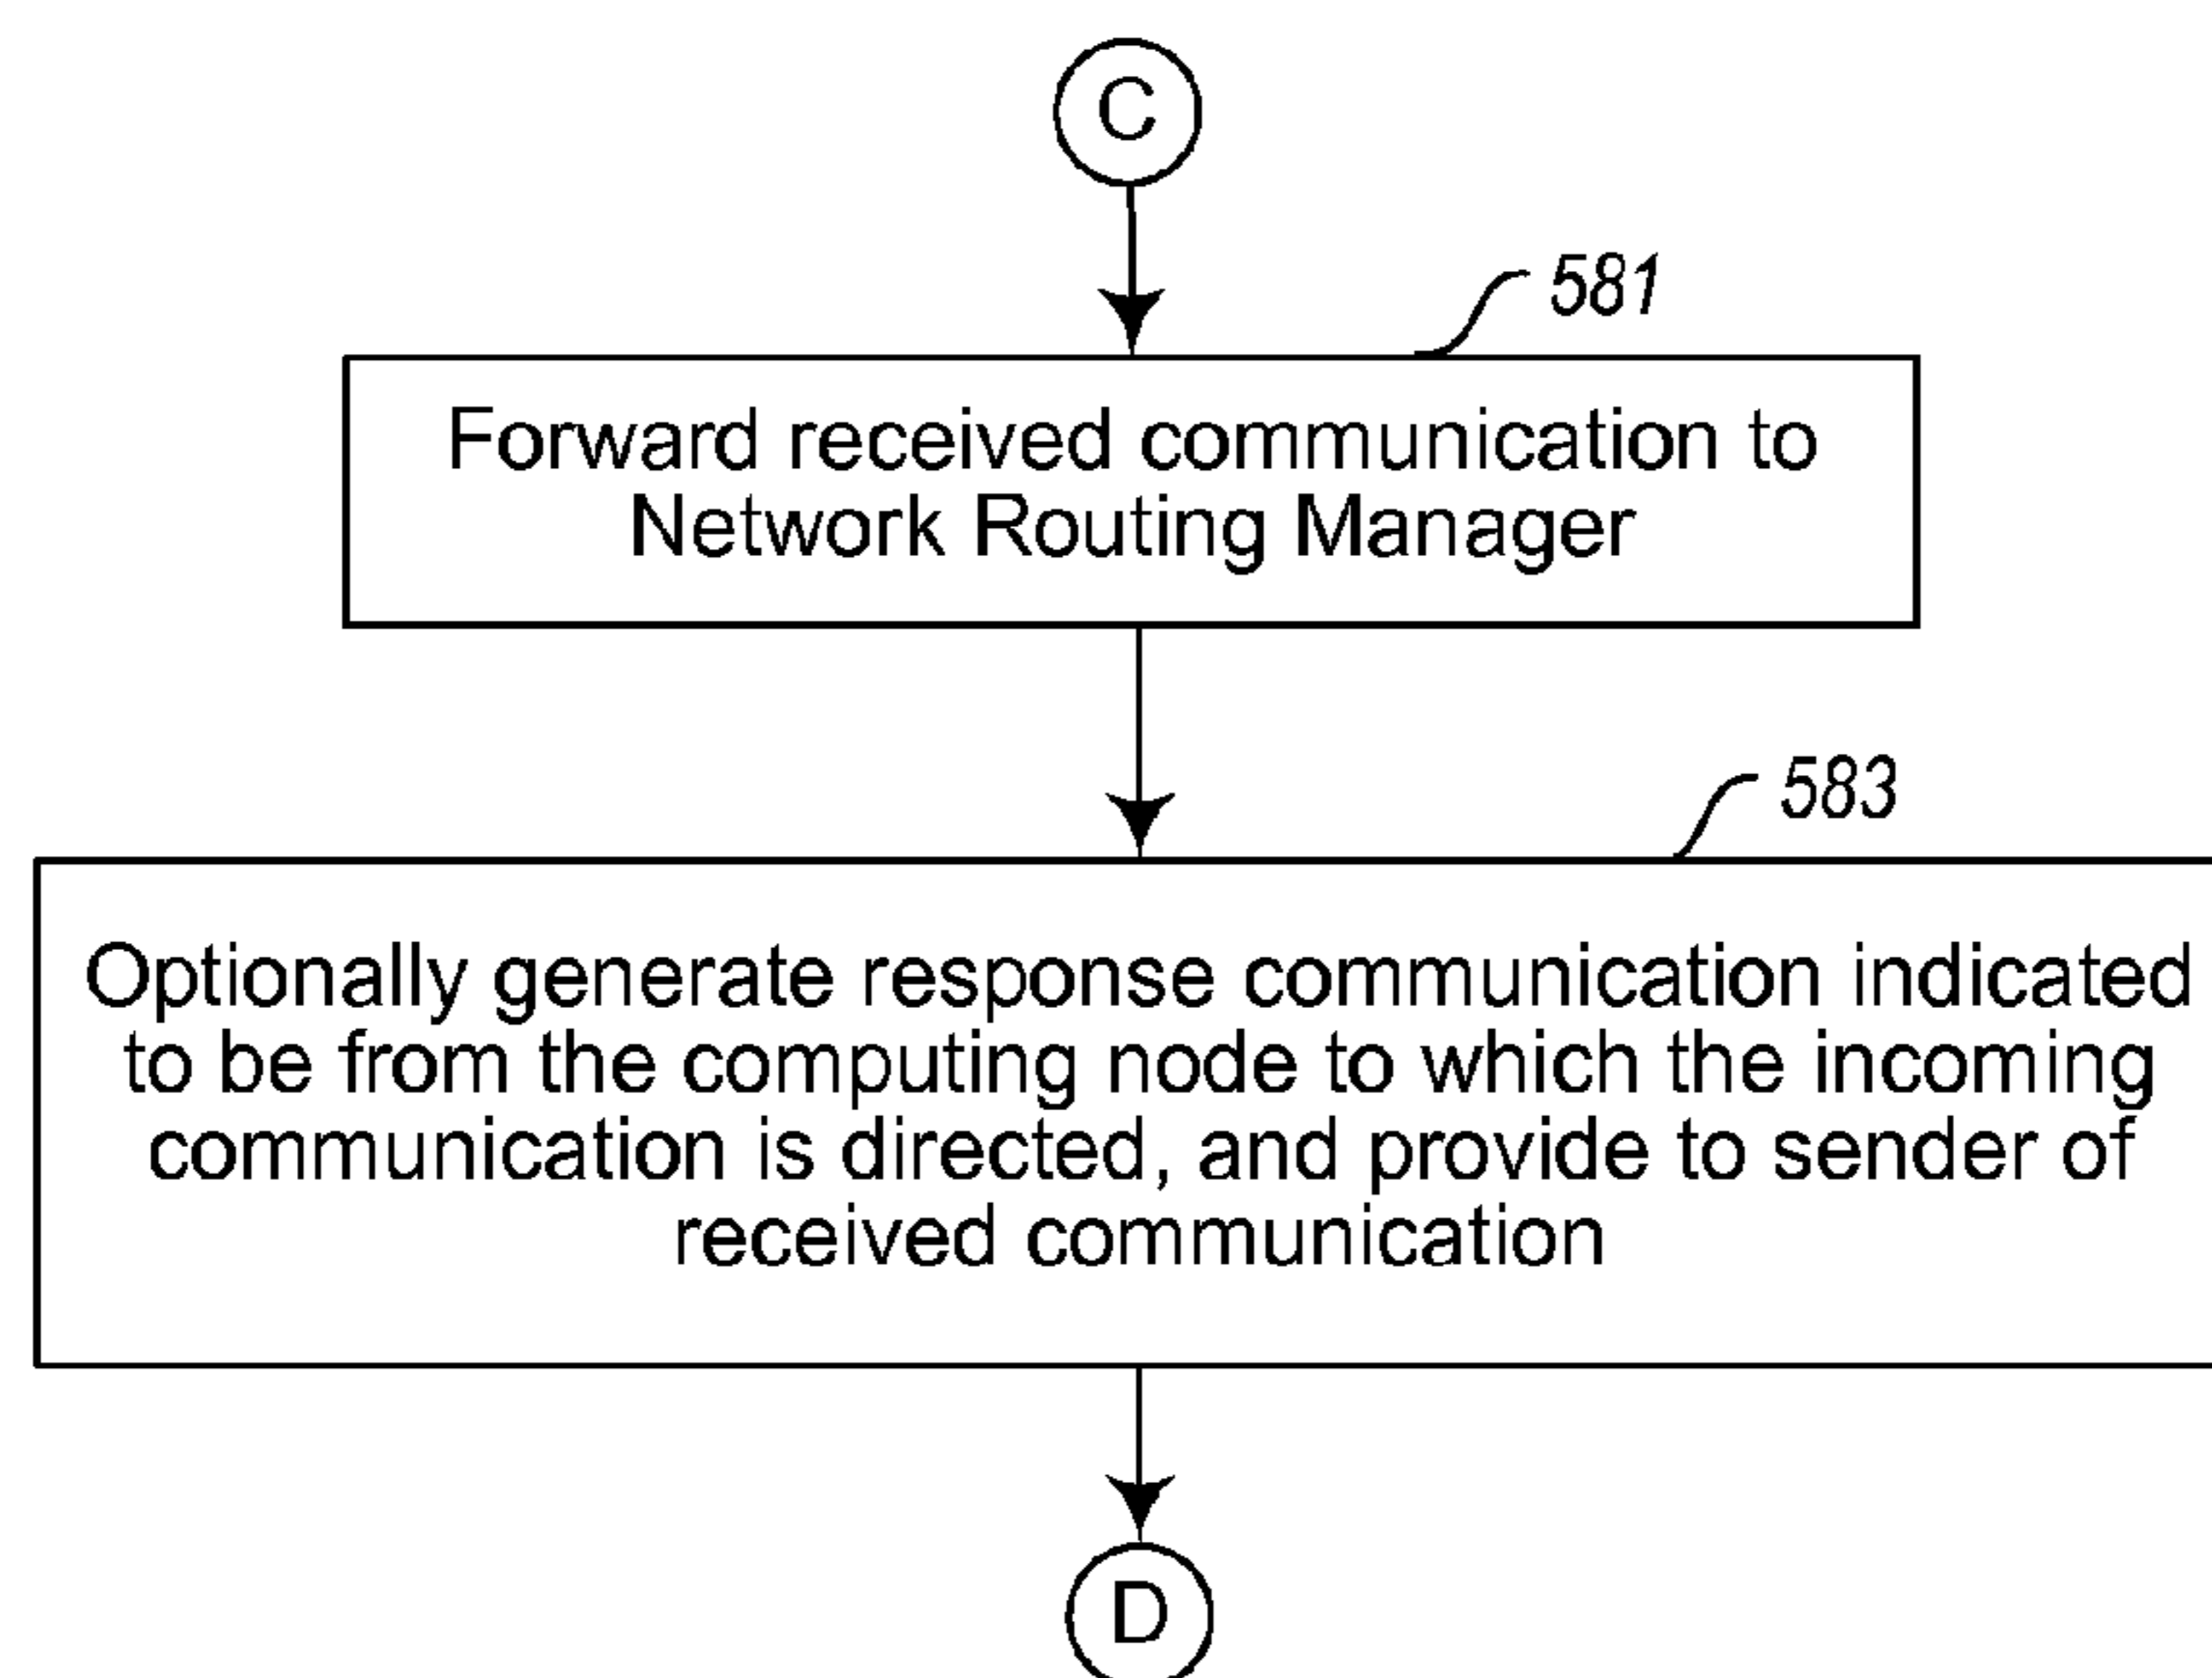 C
581
Forward received communication to
Network Routing Manager
583
Optionally generate response communication indicated
to be from the computing node to which the incoming
communication is directed, and provide to sender of
received communication
D